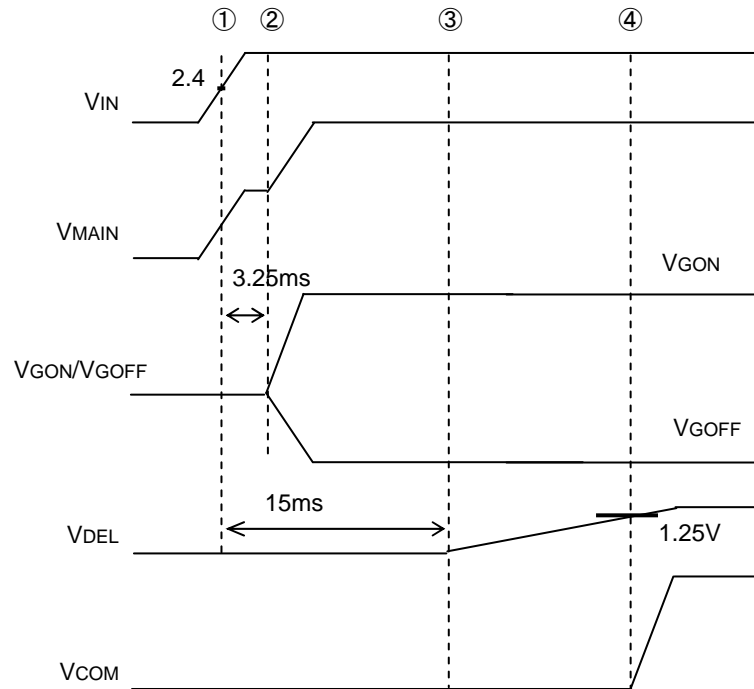 ① ② ③ ④
2.4
VIN
VMAIN
VGON
3.25ms
VGON/VGOFF
VGOFF
15ms
VDEL
1.25V
VCOM